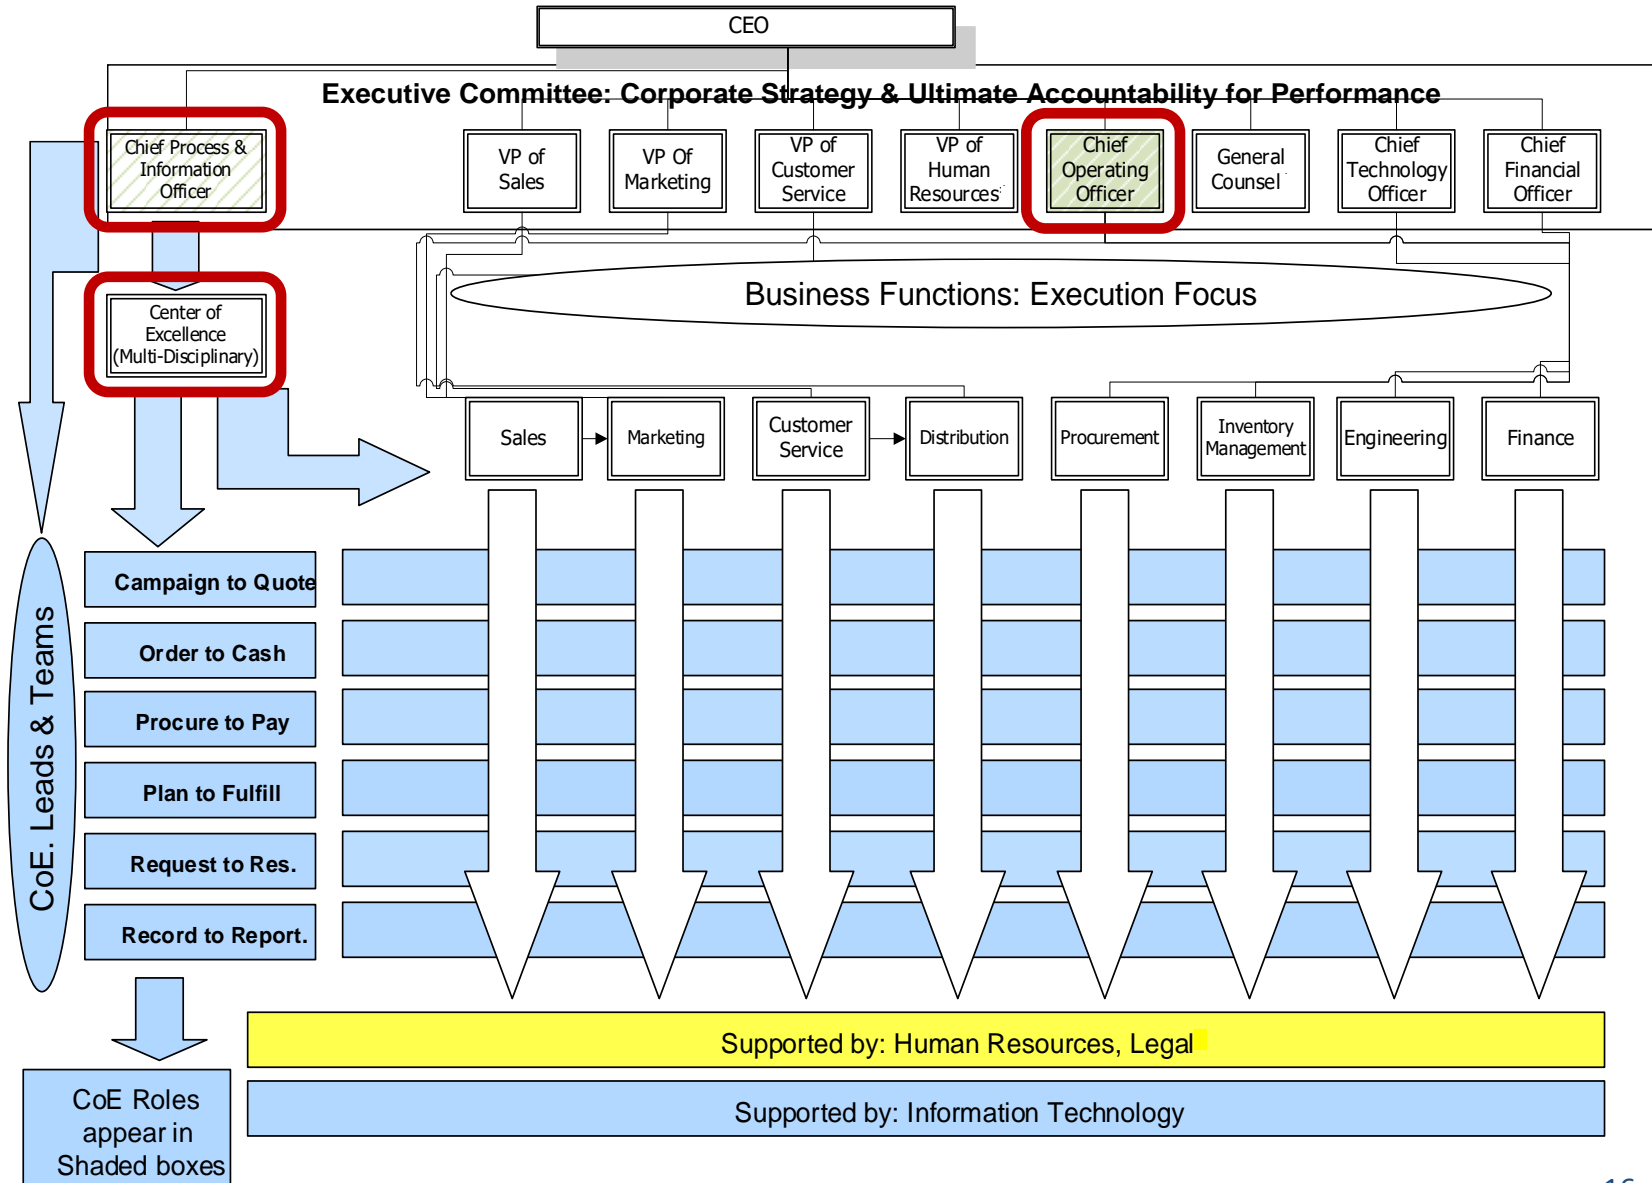 CEO
Executive Committee: Corporate Strategy & Ultimate Accountability for Performance
Chief Process &
Information
Officer
VP of
Sales
VP Of
Marketing
VP of
Customer
Service
VP of
Human
Resources
Chief
Operating
Officer
General
Counsel
Chief
Technology
Officer
Chief
Financial
Officer
Business Functions: Execution Focus
Center of
Excellence
(Multi-Disciplinary)
Sales
Marketing
Customer
Service
Distribution
Procurement
Inventory
Management
Engineering
Finance
CoE. Leads & Teams
Campaign to Quote
Order to Cash
Procure to Pay
Plan to Fulfill
Request to Res.
Record to Report.
Supported by: Human Resources, Legal
Supported by: Information Technology
CoE Roles
appear in
Shaded boxes